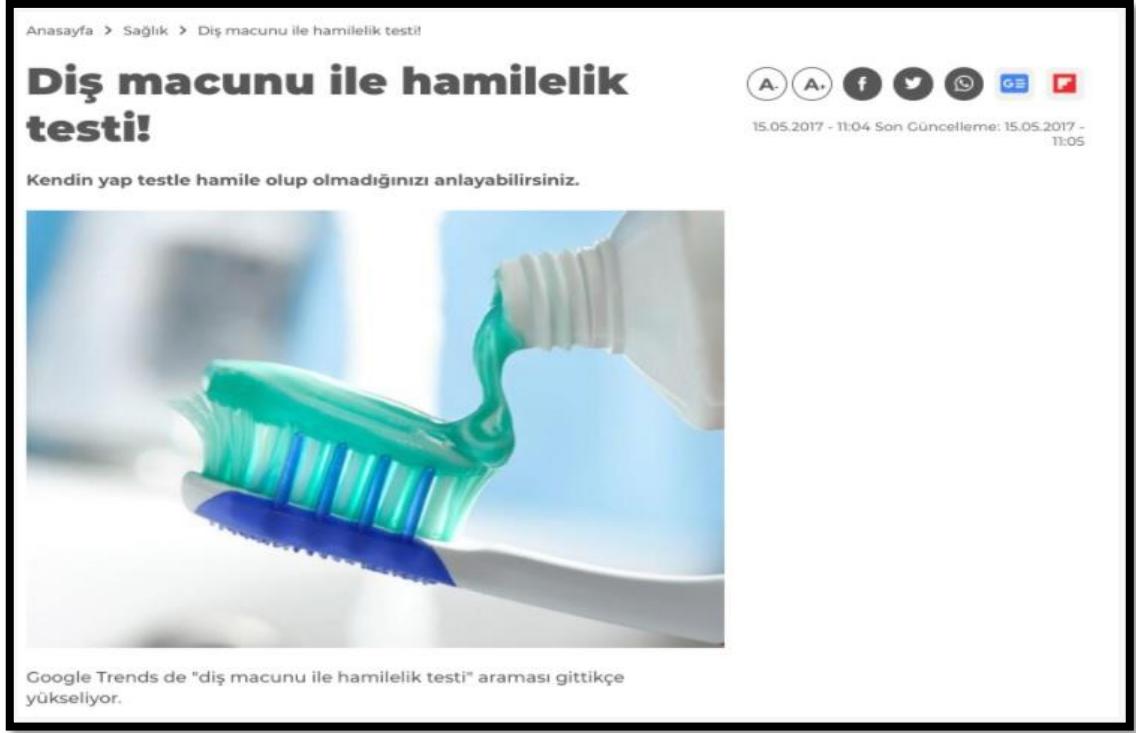 Anasayfa > Sağlık > Diş macunu ile hamilelik testi!
Diş macunu ile hamilelik
testi!
A- A+
15.05.2017 - 11:04 Son Güncelleme: 15.05.2017 -
11:05
Kendin yap testle hamile olup olmadığınızı anlayabilirsiniz.
Google Trends de "diş macunu ile hamilelik testi" araması gittikçe
yükseliyor.